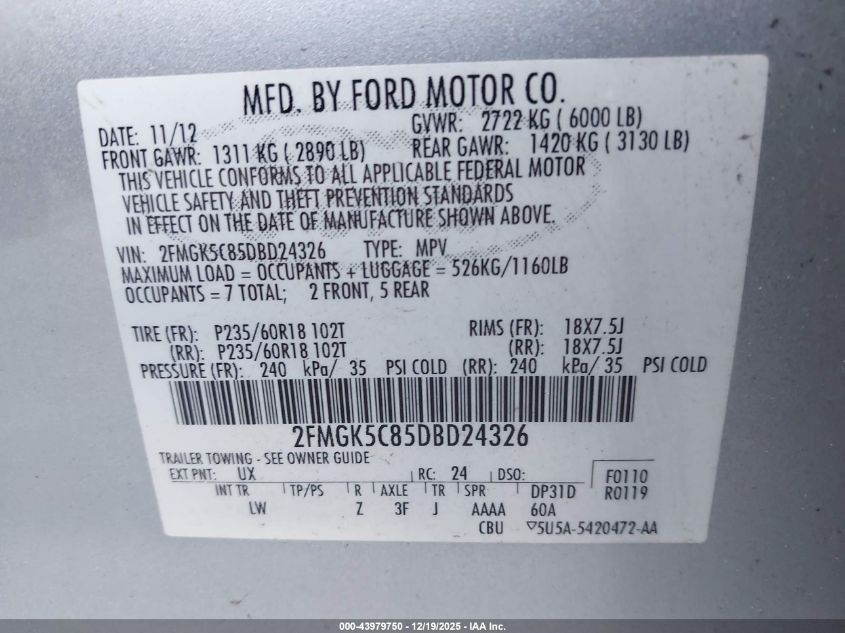 MFD. BY FORD MOTOR CO.
DATE: 11/12 GVWR: 2722 KG ( 6000 LB)
FRONT GAWR: 1311 KG ( 2890 LB) REAR GAWR: 1420 KG ( 3130 LB)
THIS VEHICLE CONFORMS TO ALL APPLICABLE FEDERAL MOTOR
VEHICLE SAFETY AND THEFT PREVENTION STANDARDS
IN EFFECT ON THE DATE OF MANUFACTURE SHOWN ABOVE.
VIN: 2FMGK5C85DBD24326 TYPE: MPV
MAXIMUM LOAD = OCCUPANTS + LUGGAGE = 526KG/1160LB
OCCUPANTS = 7 TOTAL; 2 FRONT, 5 REAR
TIRE (FR): P235/60R18 102T RIMS (FR): 18X7.5J
(RR): P235/60R18 102T (RR): 18X7.5J
PRESSURE (FR): 240 kPa/ 35 PSI COLD (RR): 240 kPa/ 35 PSI COLD
2FMGK5C85DBD24326
TRAILER TOWING - SEE OWNER GUIDE
EXT PNT: UX RC: 24 DSO: F0110
INT TR TP/PS R AXLE TR SPR DP31D R0119
LW Z 3F J AAAA 60A
CBU ▽5U5A-5420472-AA
000-43979750 - 12/19/2025 - IAA Inc.